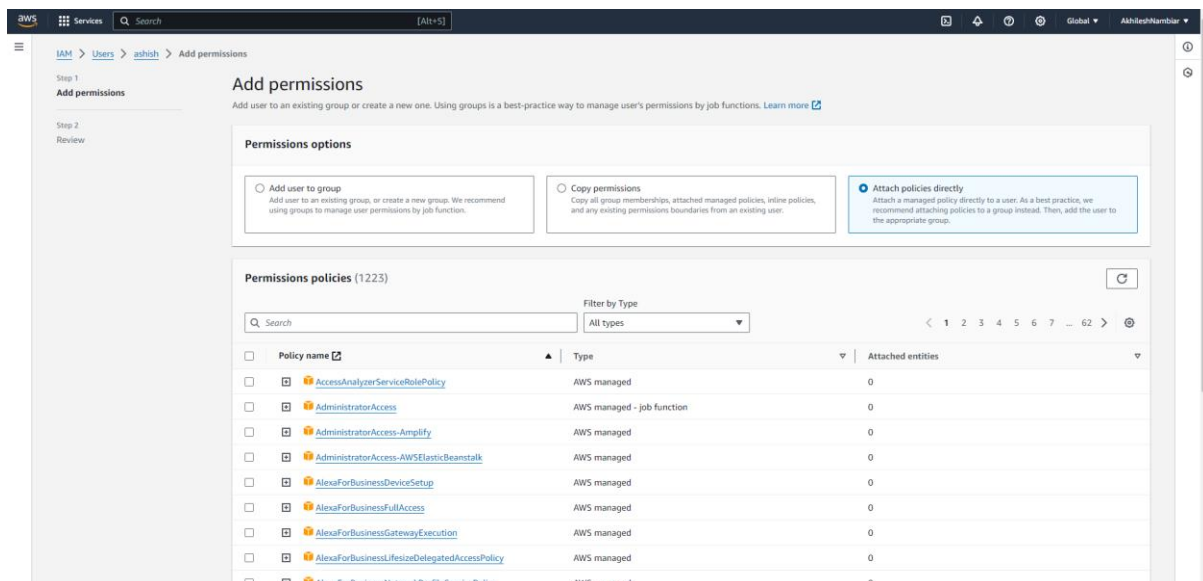 aws
Services
Search
[Alt+S]
Global
AkhileshNambiar
IAM > Users > ashish > Add permissions
Step 1
Add permissions
Step 2
Review
Add permissions
Add user to an existing group or create a new one. Using groups is a best-practice way to manage user's permissions by job functions. Learn more
Permissions options
Add user to group
Add user to an existing group, or create a new group. We recommend
using groups to manage user permissions by job function.
Copy permissions
Copy all group memberships, attached managed policies, inline policies,
and any existing permissions boundaries from an existing user.
Attach policies directly
Attach a managed policy directly to a user. As a best practice, we
recommend attaching policies to a group instead. Then, add the user to
the appropriate group.
Permissions policies (1223)
Filter by Type
Search
All types
< 1 2 3 4 5 6 7 ... 62 >
Policy name Type Attached entities
AccessAnalyzerServiceRolePolicy AWS managed 0
AdministratorAccess AWS managed - job function 0
AdministratorAccess-Amplify AWS managed 0
AdministratorAccess-AWSElasticBeanstalk AWS managed 0
AlexaForBusinessDeviceSetup AWS managed 0
AlexaForBusinessFullAccess AWS managed 0
AlexaForBusinessGatewayExecution AWS managed 0
AlexaForBusinessLifesizeDelegatedAccessPolicy AWS managed 0